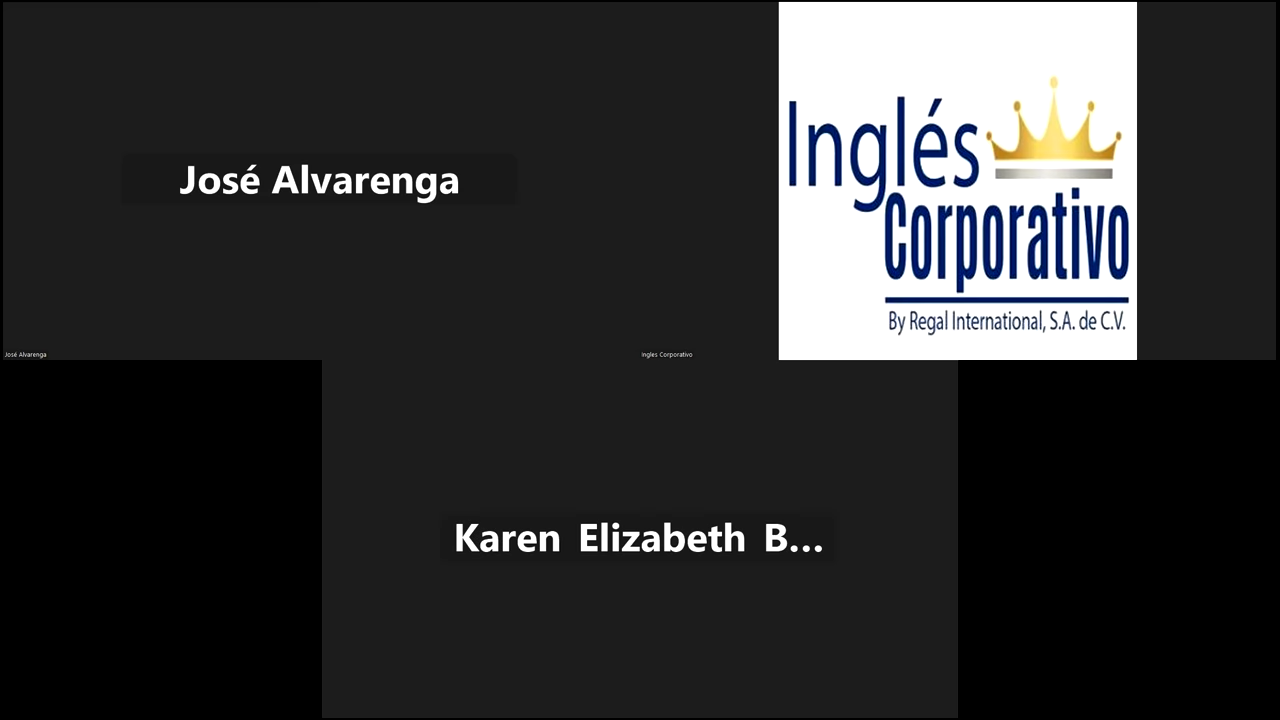 José Alvarenga
Inglés
Corporativo
By Regal International, S.A. de C.V.
José Alvarenga
Ingles Corporativo
Karen Elizabeth B...